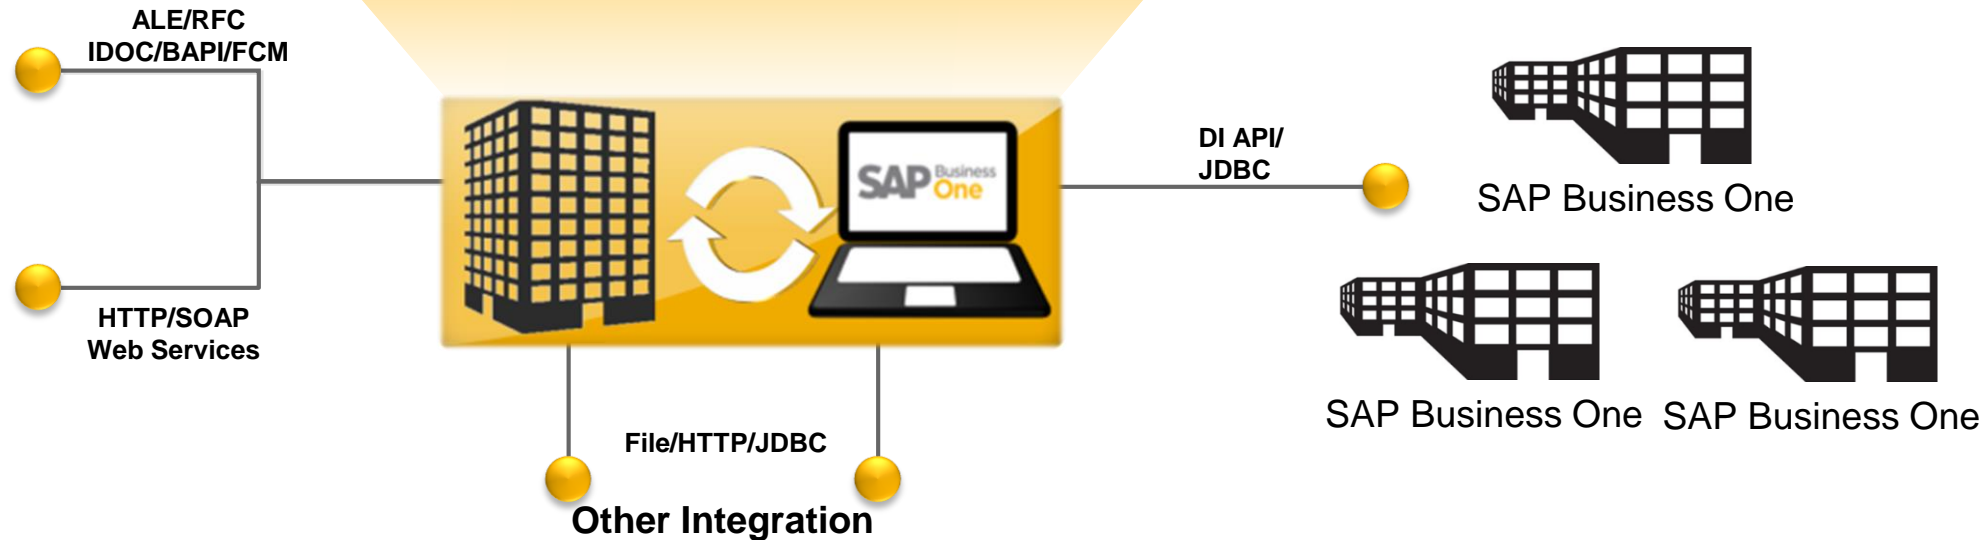 ALE/RFC
IDOC/BAPI/FCM
HTTP/SOAP
Web Services
SAP Business
One
File/HTTP/JDBC
Other Integration
DI API/
JDBC
SAP Business One
SAP Business One SAP Business One